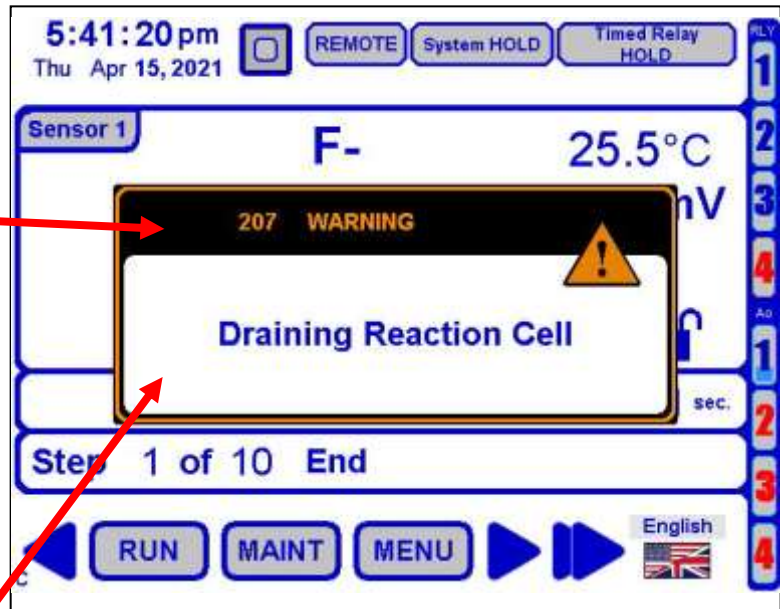 5:41:20 pm
Thu Apr 15, 2021
REMOTE
System HOLD
Timed Relay
HOLD
RLY
1
2
3
4
Ao
1
2
3
4
Sensor 1
F-
25.5°C
mV
207 WARNING
!
Draining Reaction Cell
sec.
Step 1 of 10 End
RUN
MAINT
MENU
English
C